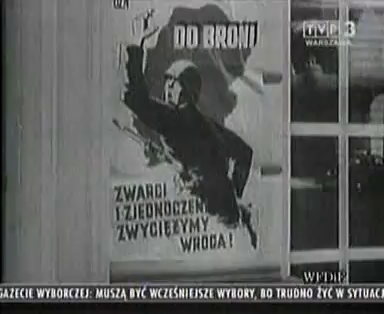 OZN
DO BRONI
TVP3
WARSZAWA
ZWARCI
I ZJEDNOCZENI
ZWYCIĘŻYMY
WROGA!
WFDiF
GAZECIE WYBORCZEJ: MUSZĄ BYĆ WCZEŚNIEJSZE WYBORY, BO TRUDNO ŻYĆ W SYTUACJ